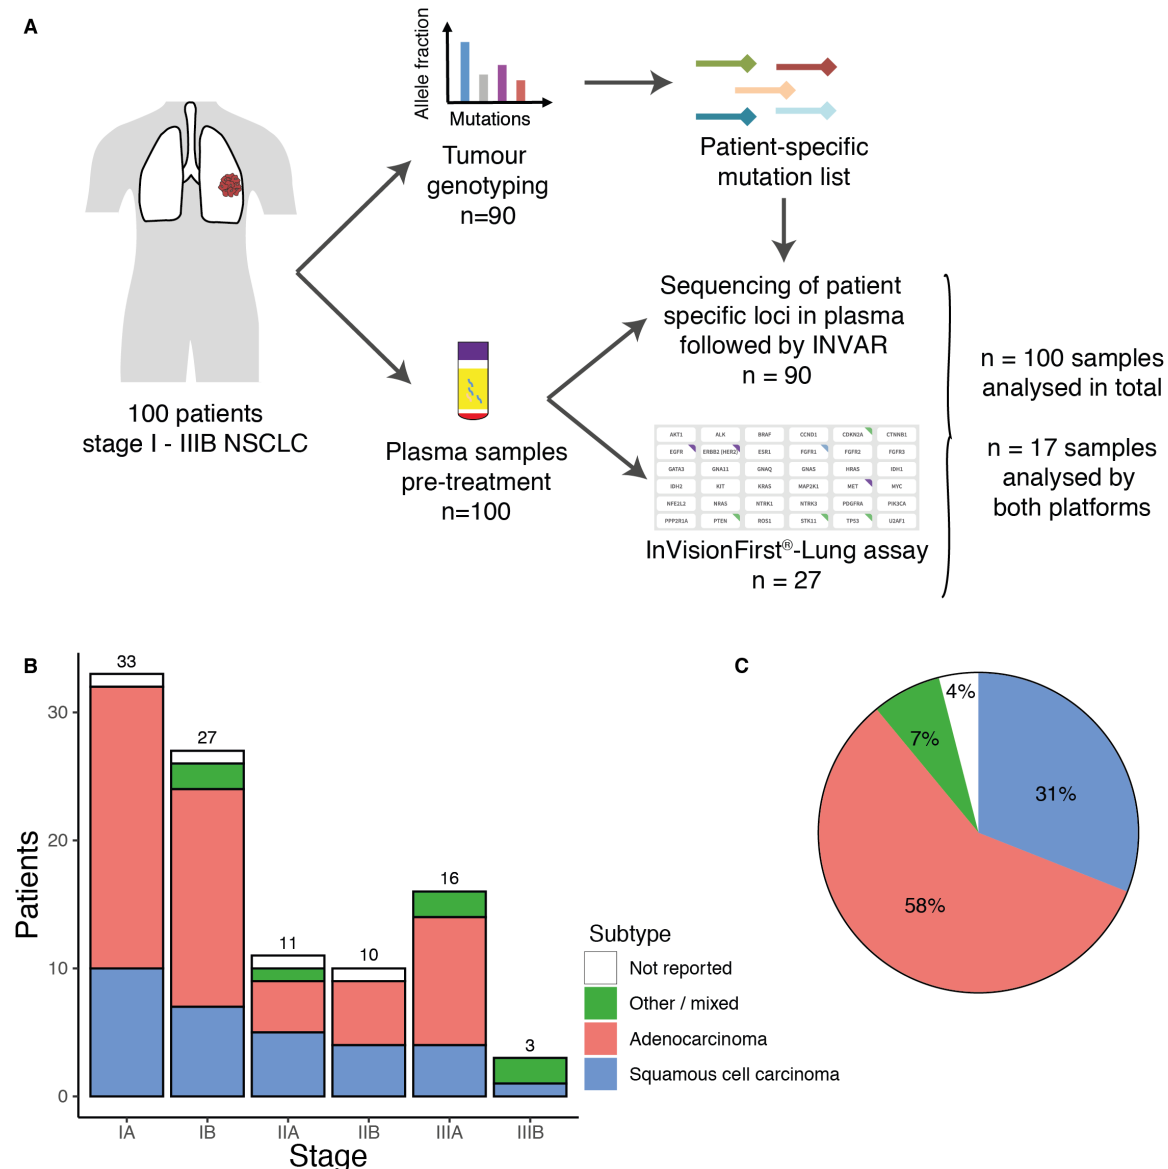 A
Allele fraction
Mutations
Tumour
genotyping
n=90
Patient-specific
mutation list
100 patients
stage I - IIIB NSCLC
Plasma samples
pre-treatment
n=100
Sequencing of patient
specific loci in plasma
followed by INVAR
n = 90
AKT1 ALK BRAF CCND1 CDKN2A CTNNB1
EGFR ERBB2 (HER2) ESR1 FGFR1 FGFR2 FGFR3
GATA3 GNA11 GNAQ GNAS HRAS IDH1
IDH2 KIT KRAS MAP2K1 MET MYC
NFE2L2 NRAS NTRK1 NTRK3 PDGFRA PIK3CA
PPP2R1A PTEN ROS1 STK11 TP53 U2AF1
InVisionFirst®-Lung assay
n = 27
n = 100 samples
analysed in total
n = 17 samples
analysed by
both platforms
B
Patients
30
20
10
0
33
27
11
10
16
3
IA IB IIA IIB IIIA IIIB
Stage
Subtype
Not reported
Other / mixed
Adenocarcinoma
Squamous cell carcinoma
C
4%
7%
31%
58%